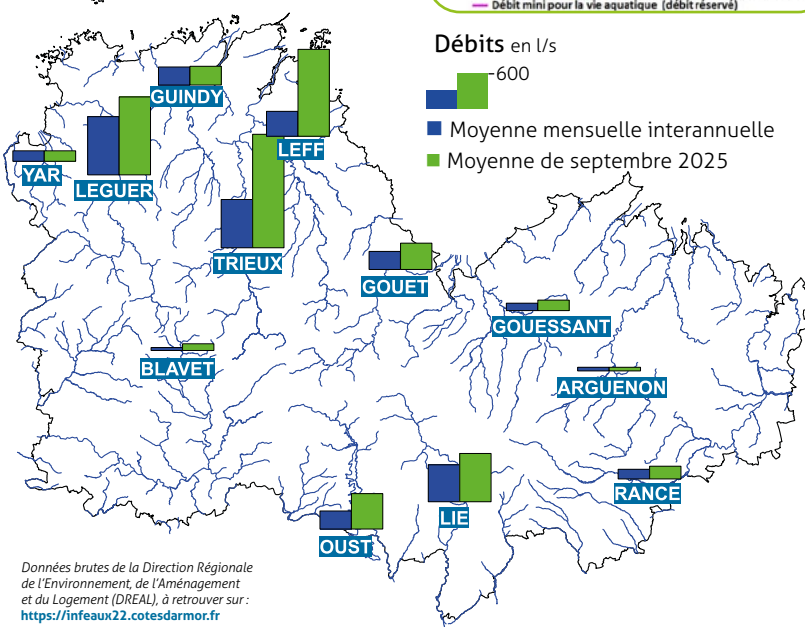 Débit mini pour la vie aquatique (débit réservé)
Débits en l/s
-600
Moyenne mensuelle interannuelle
Moyenne de septembre 2025
GUINDY
LEFF
YAR
LEGUER
TRIEUX
GOUET
GOUESSANT
BLAVET
ARGUENON
RANCE
LIE
OUST
Données brutes de la Direction Régionale
de l'Environnement, de l'Aménagement
et du Logement (DREAL), à retrouver sur :
https://infeaux22.cotesdarmor.fr